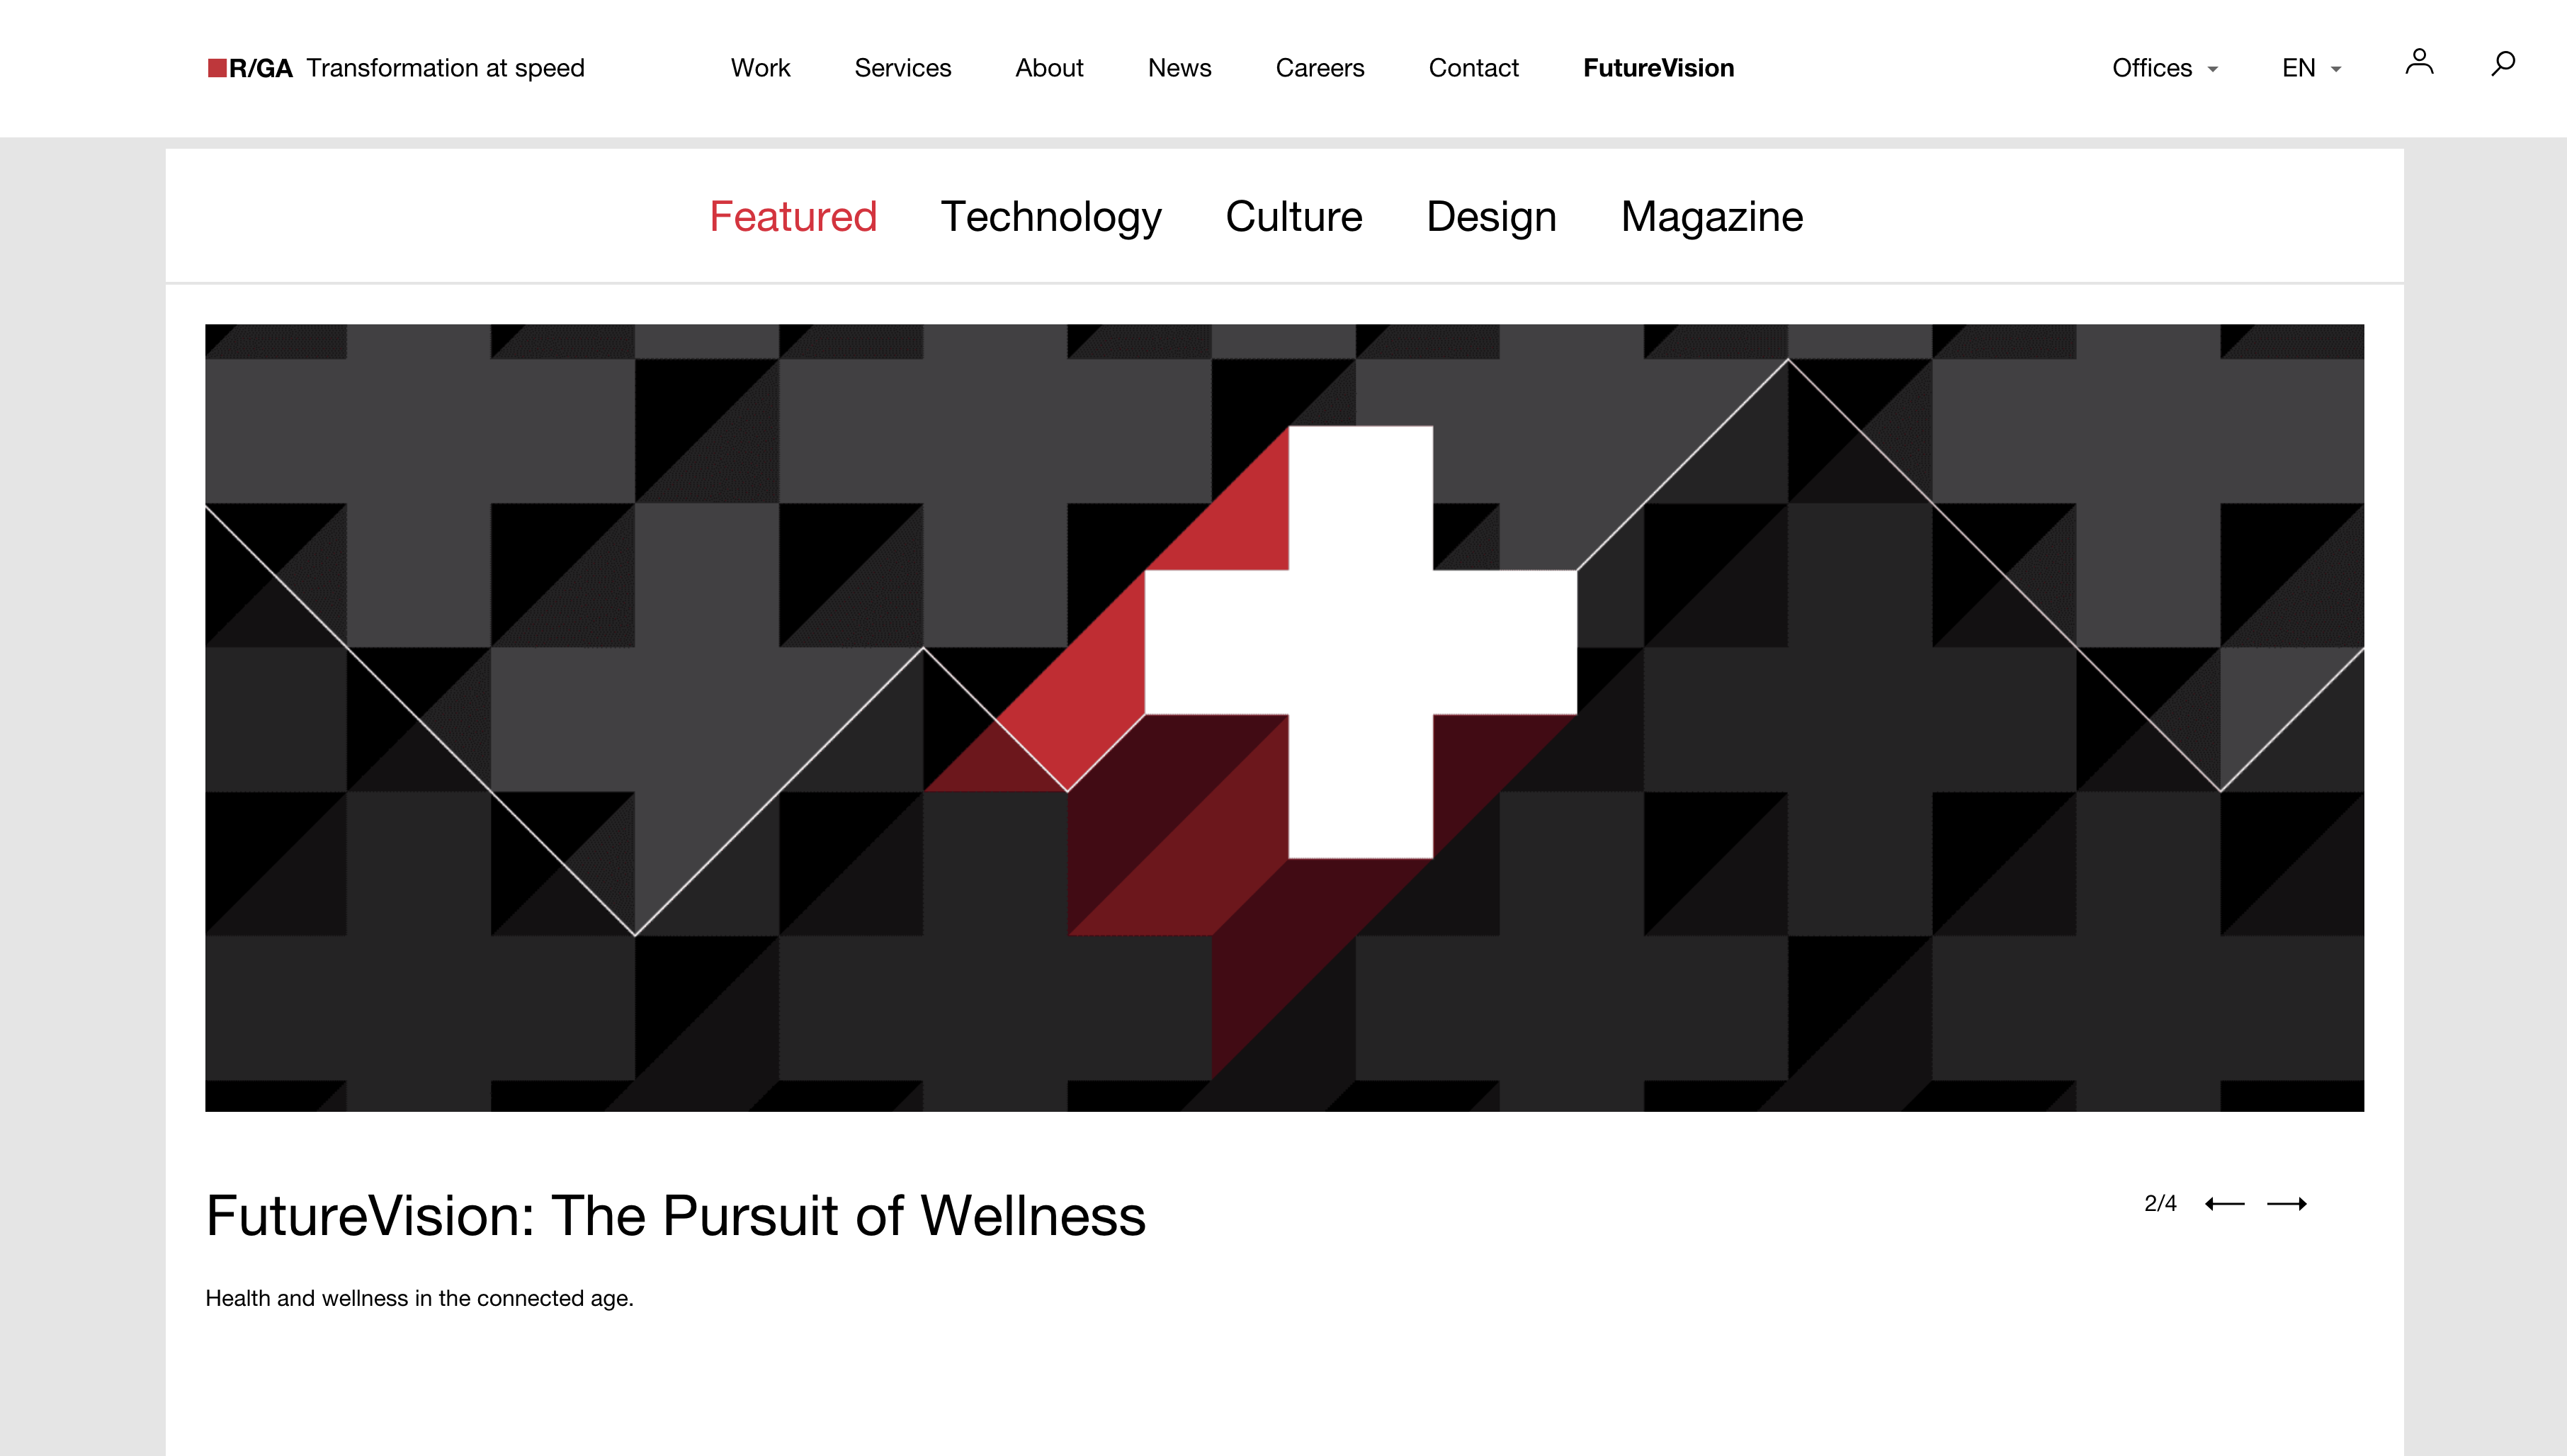 R/GA Transformation at speed Work Services About News Careers Contact FutureVision Offices EN
Featured Technology Culture Design Magazine
FutureVision: The Pursuit of Wellness
2/4
Health and wellness in the connected age.